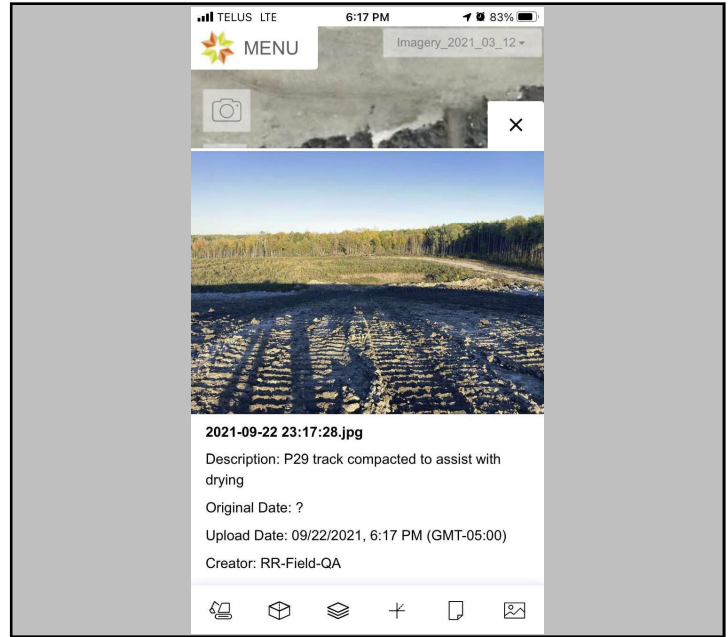 TELUS LTE 6:17 PM 83%
MENU Imagery_2021_03_12
2021-09-22 23:17:28.jpg
Description: P29 track compacted to assist with
drying
Original Date: ?
Upload Date: 09/22/2021, 6:17 PM (GMT-05:00)
Creator: RR-Field-QA